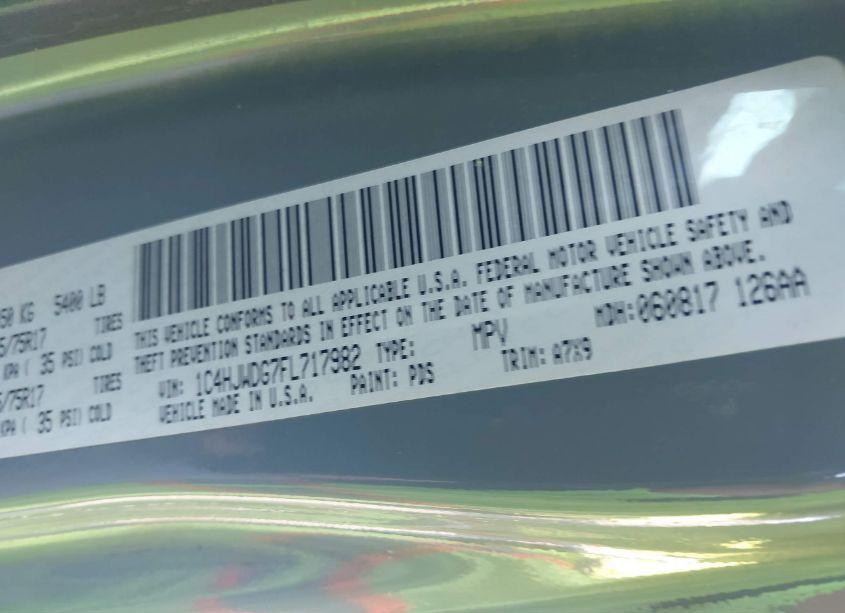 50 KG 5400 LB
TIRES
5/75R17
KPA ( 35 PSI) COLD
TIRES
5/75R17
KPA ( 35 PSI) COLD
THIS VEHICLE CONFORMS TO ALL APPLICABLE U.S.A. FEDERAL MOTOR VEHICLE SAFETY AND
THEFT PREVENTION STANDARDS IN EFFECT ON THE DATE OF MANUFACTURE SHOWN ABOVE.
VIN: 1C4HJWDG7FL717982 TYPE: MPV MDH:060817 126AA
VEHICLE MADE IN U.S.A. PAINT: PDS TRIM: A7X9